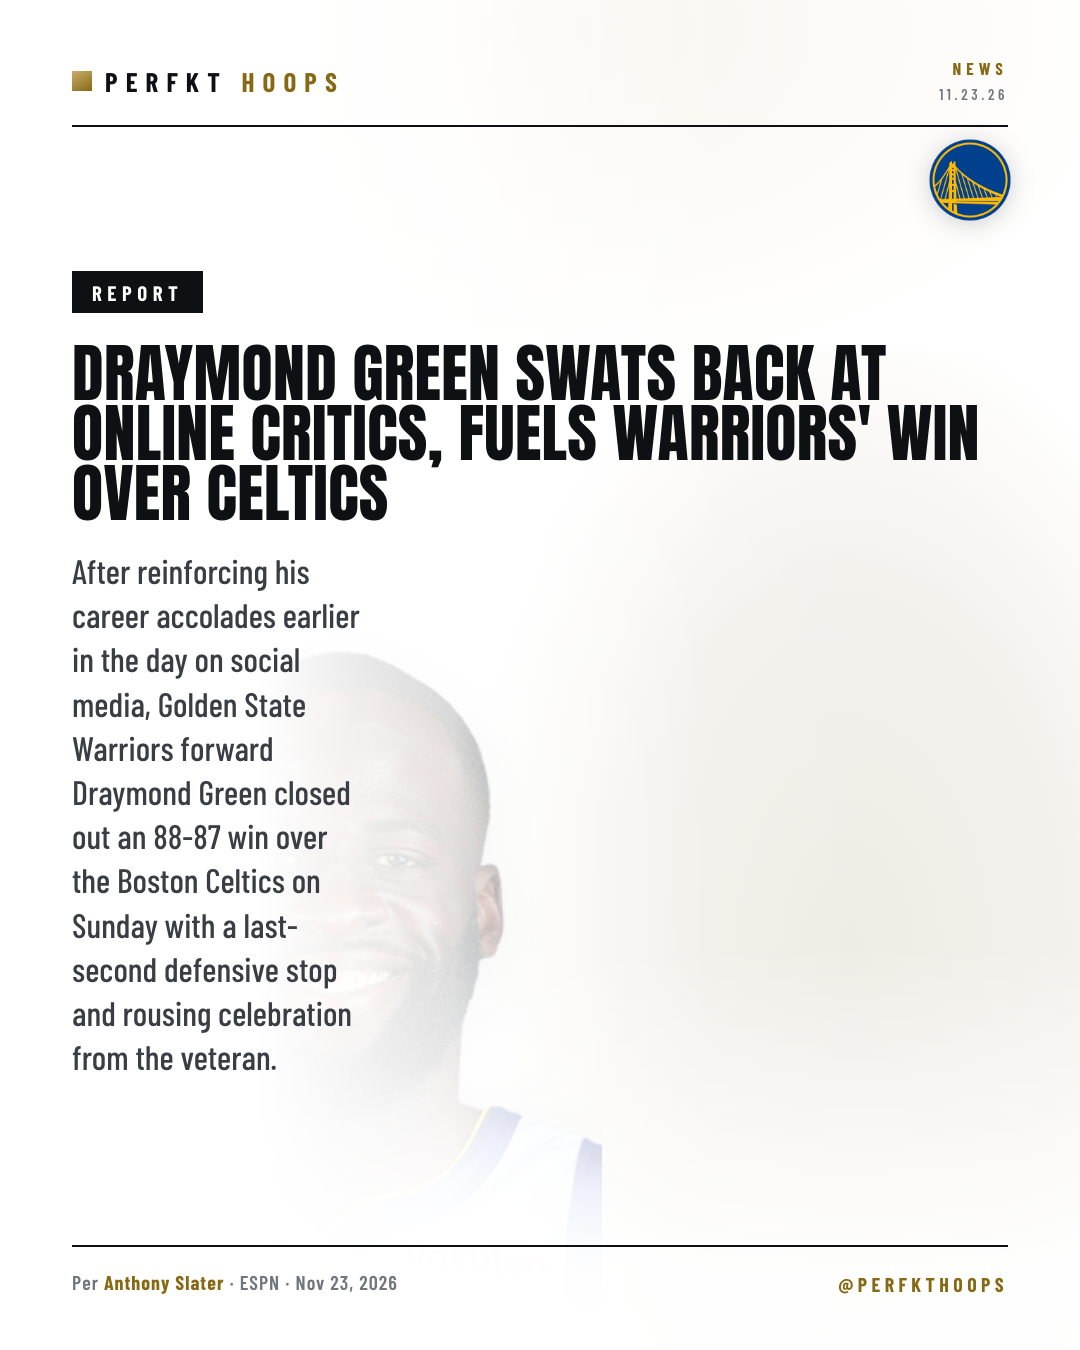 PERFKT HOOPS
NEWS
11.23.26
REPORT
DRAYMOND GREEN SWATS BACK AT
ONLINE CRITICS, FUELS WARRIORS' WIN
OVER CELTICS
After reinforcing his
career accolades earlier
in the day on social
media, Golden State
Warriors forward
Draymond Green closed
out an 88-87 win over
the Boston Celtics on
Sunday with a last-
second defensive stop
and rousing celebration
from the veteran.
Per Anthony Slater · ESPN · Nov 23, 2026
@PERFKTHOOPS